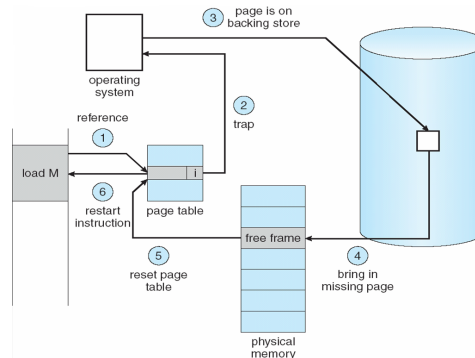 3
page is on
backing store
operating
system
2
trap
reference
1
load M
i
6
page table
restart
instruction
free frame
5
reset page
table
4
bring in
missing page
physical
memory